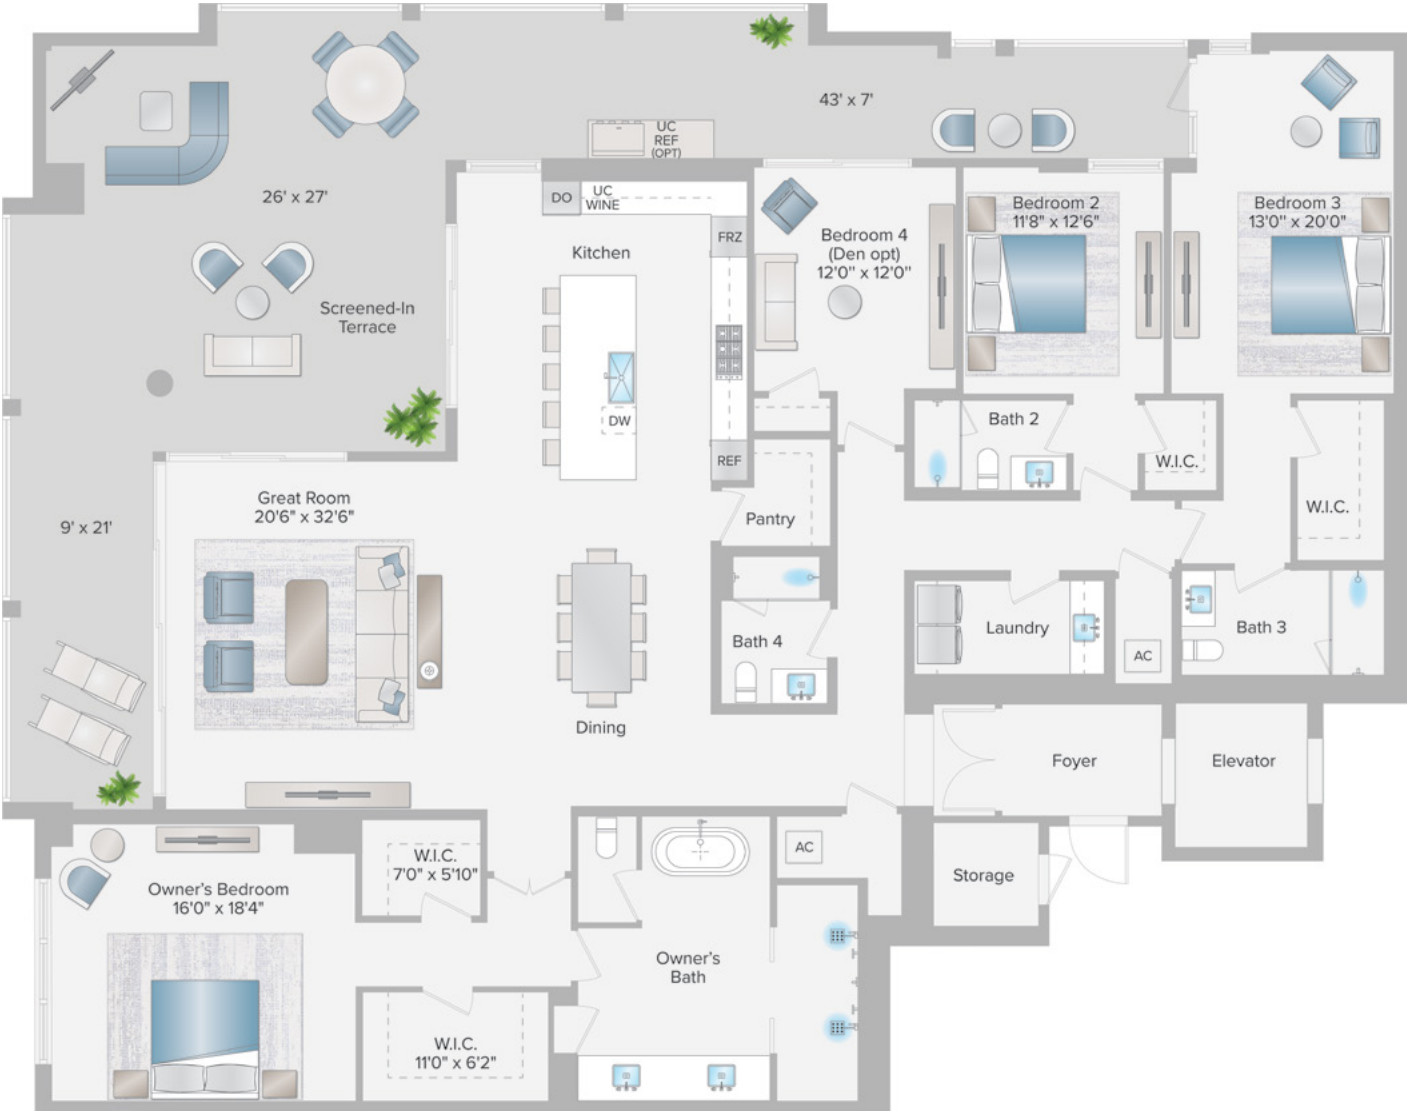 43' x 7'
UC
REF
(OPT)
26' x 27'
DO
UC
WINE
FRZ
Kitchen
Bedroom 4
(Den opt)
12'0" x 12'0"
Bedroom 2
11'8" x 12'6"
Bedroom 3
13'0" x 20'0"
Screened-In
Terrace
DW
REF
Bath 2
W.I.C.
W.I.C.
Great Room
20'6" x 32'6"
9' x 21'
Pantry
Bath 4
Laundry
AC
Bath 3
Dining
Foyer
Elevator
AC
Storage
W.I.C.
7'0" x 5'10"
Owner's Bedroom
16'0" x 18'4"
Owner's
Bath
W.I.C.
11'0" x 6'2"